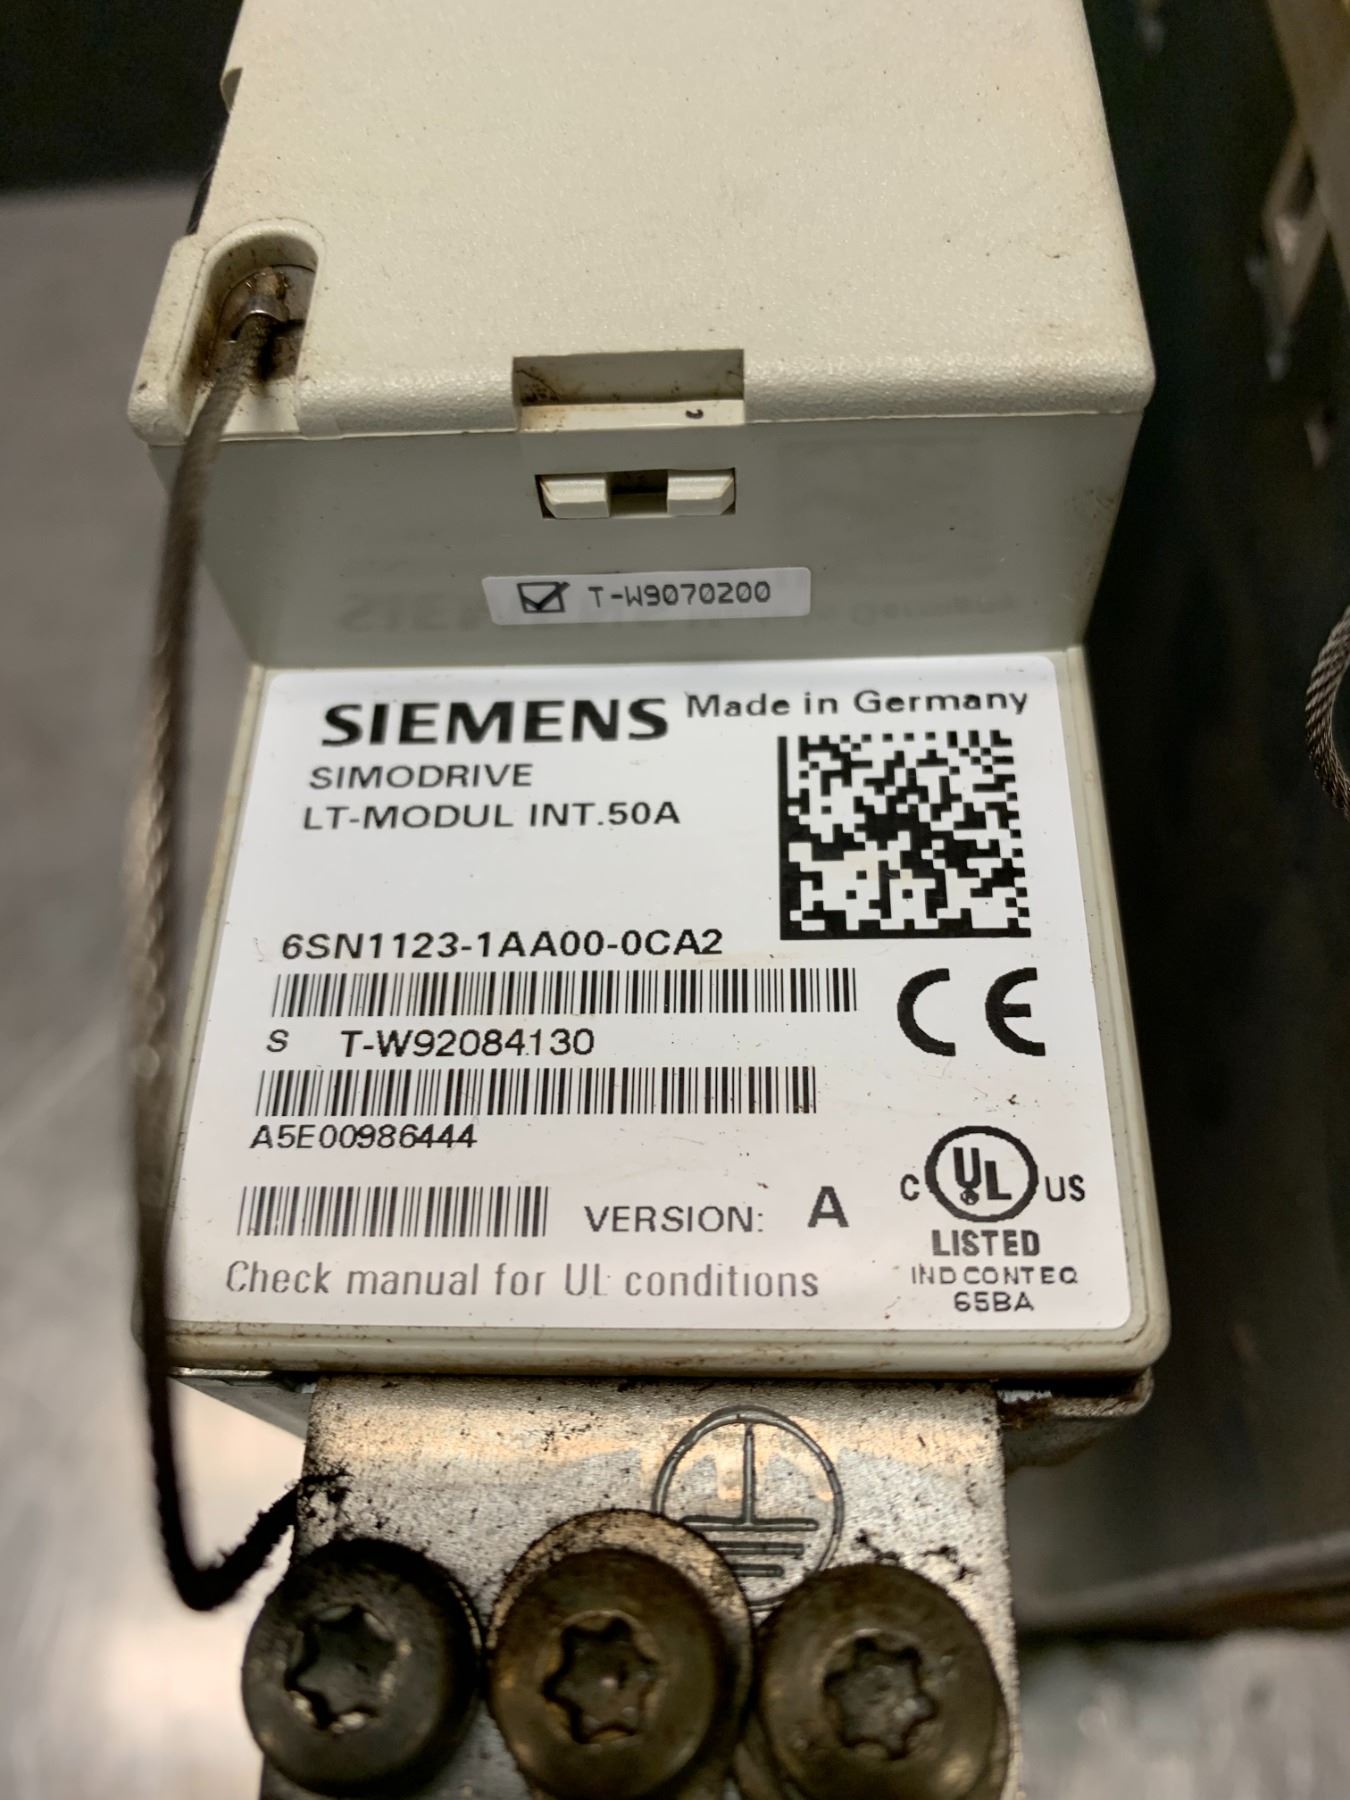 T-W9070200
SIEMENS Made in Germany
SIMODRIVE
LT-MODUL INT.50A
6SN1123-1AA00-0CA2
S T-W92084130
A5E00986444
VERSION: A
Check manual for UL conditions
CE
C UL US
LISTED
IND CONT EQ
65BA